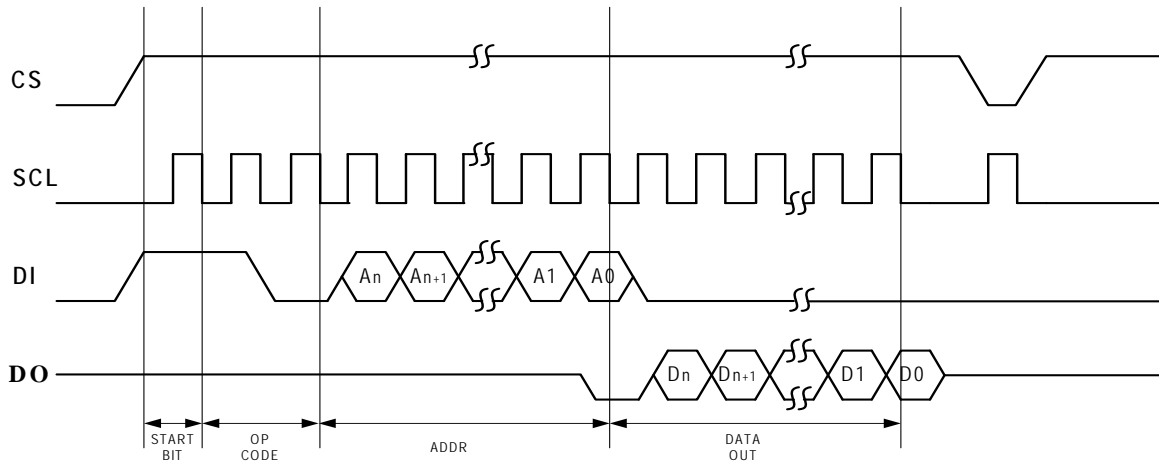 CS
SCL
DI
An
An+1
A1
A0
DO
Dn
Dn+1
D1
D0
START
BIT
OP
CODE
ADDR
DATA
OUT